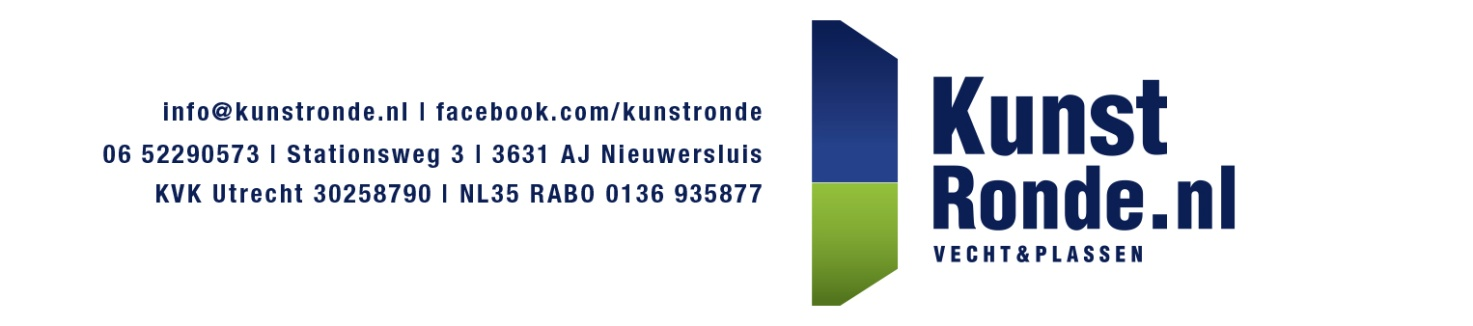 info@kunstronde.nl | facebook.com/kunstronde
06 52290573 | Stationsweg 3 | 3631 AJ Nieuwersluis
KVK Utrecht 30258790 | NL35 RABO 0136 935877
Kunst
Ronde.nl
VECHT&PLASSEN